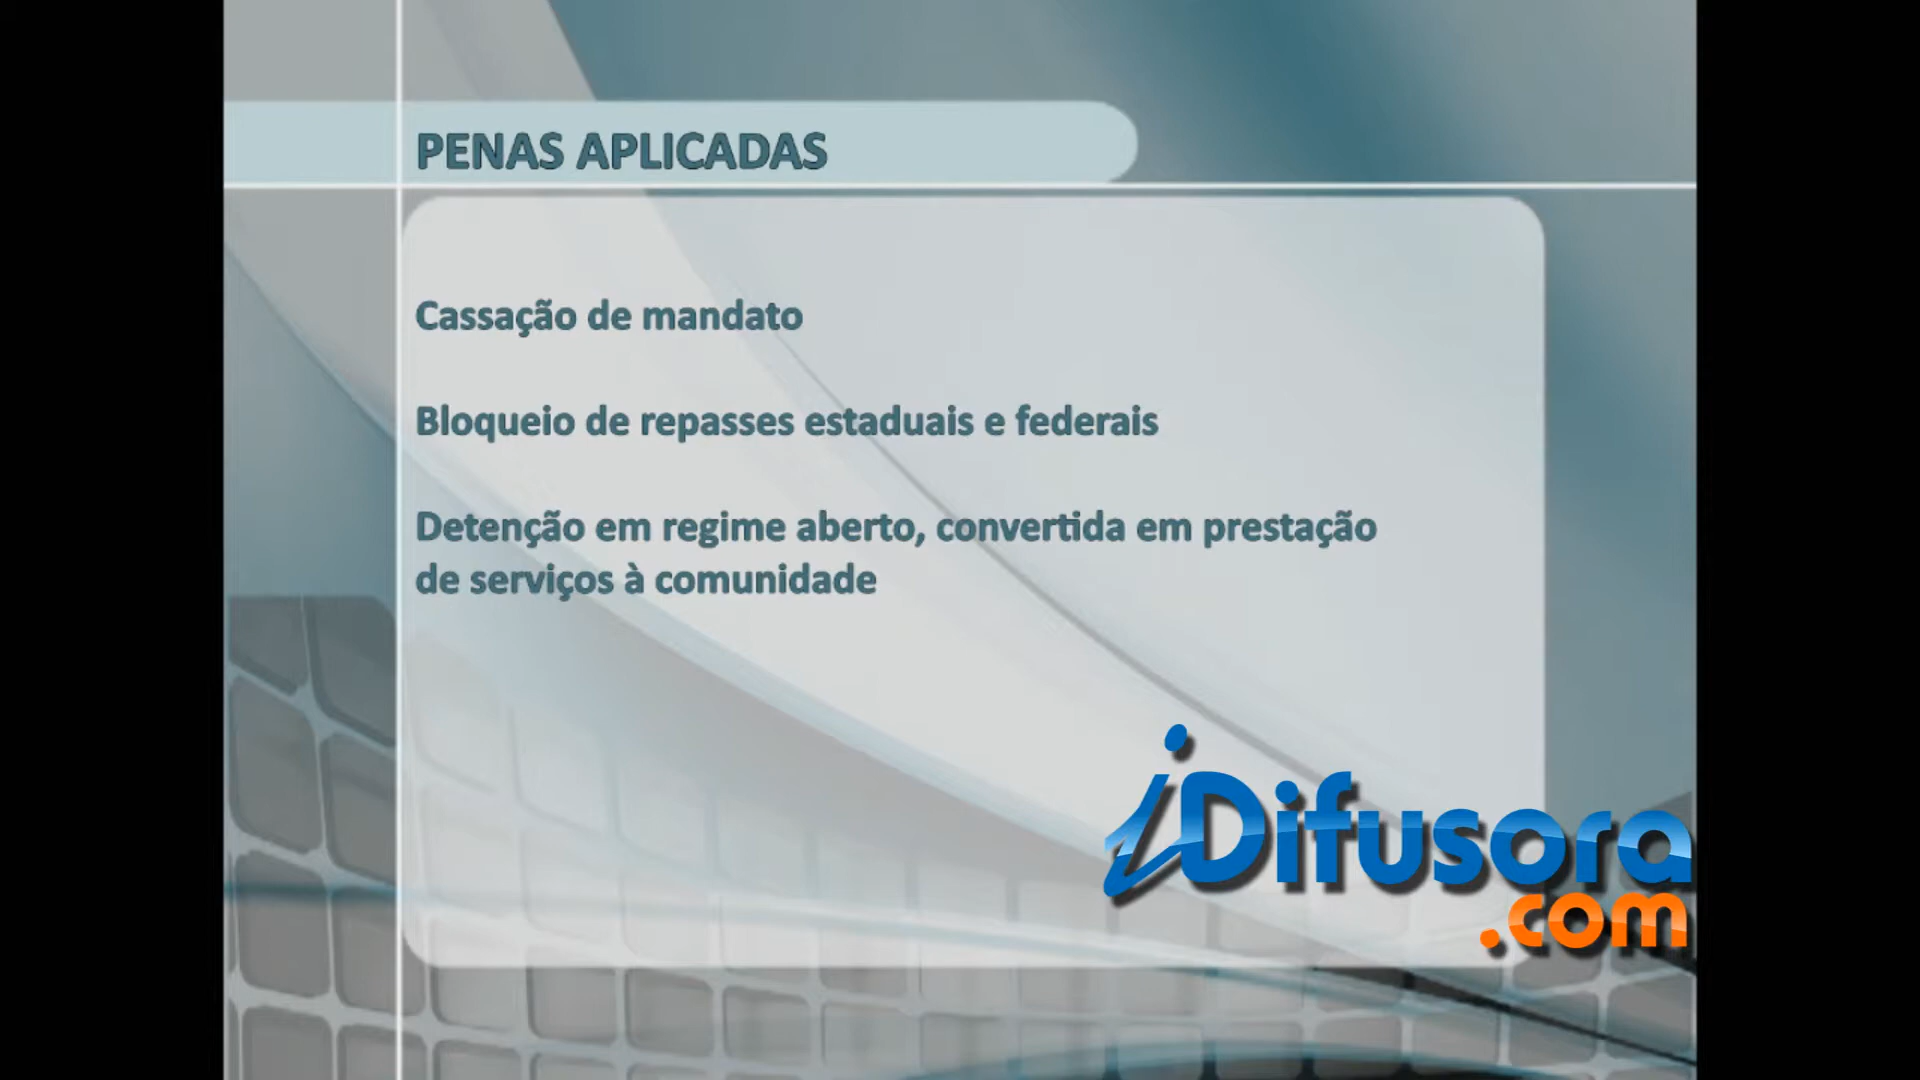 PENAS APLICADAS
Cassação de mandato
Bloqueio de repasses estaduais e federais
Detenção em regime aberto, convertida em prestação
de serviços à comunidade
iDifusora
.com